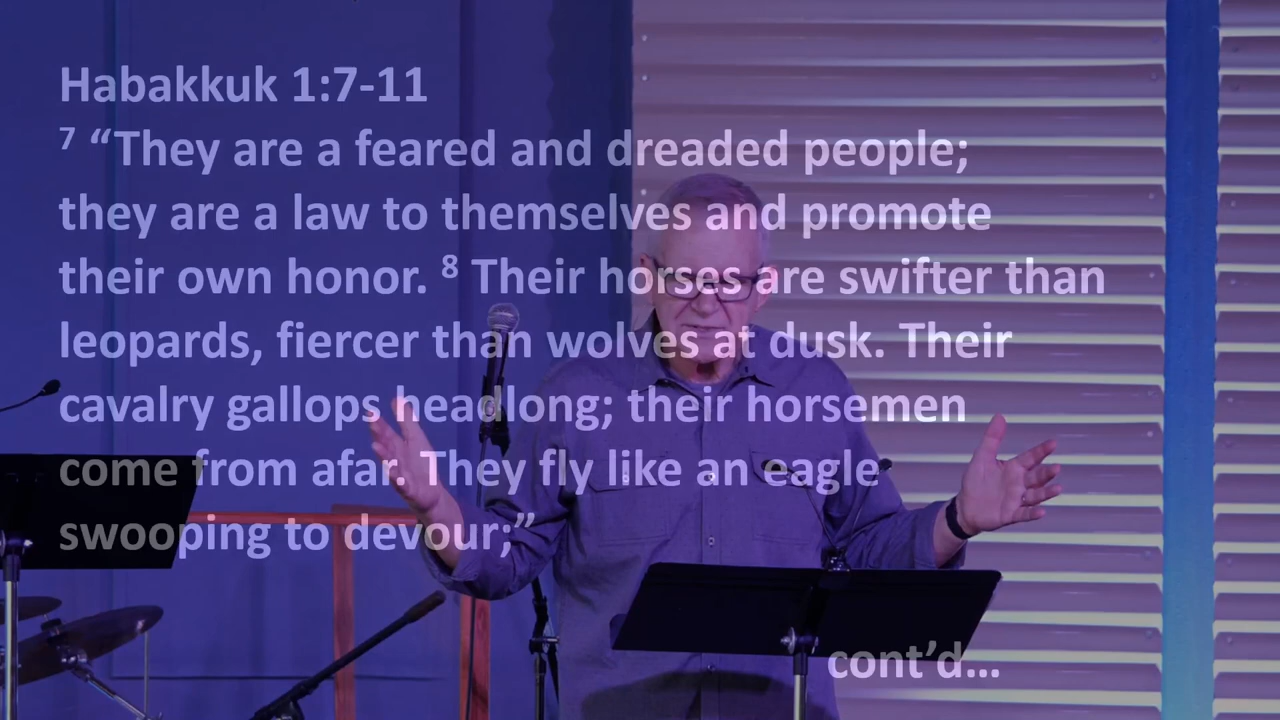 Habakkuk 1:7-11
7 “They are a feared and dreaded people;
they are a law to themselves and promote
their own honor. 8 Their horses are swifter than
leopards, fiercer than wolves at dusk. Their
cavalry gallops headlong; their horsemen
come from afar. They fly like an eagle
swooping to devour;”
cont’d...